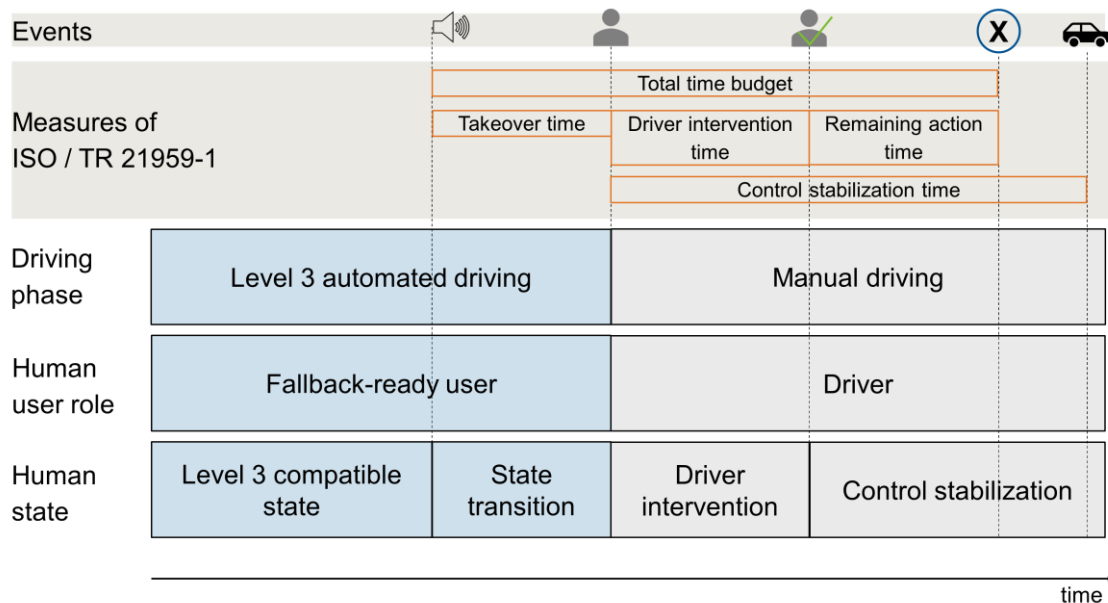 Events
X
Total time budget
Measures of
ISO / TR 21959-1
Takeover time
Driver intervention
time
Remaining action
time
Control stabilization time
Driving
phase
Level 3 automated driving
Manual driving
Human
user role
Fallback-ready user
Driver
Human
state
Level 3 compatible
state
State
transition
Driver
intervention
Control stabilization
time